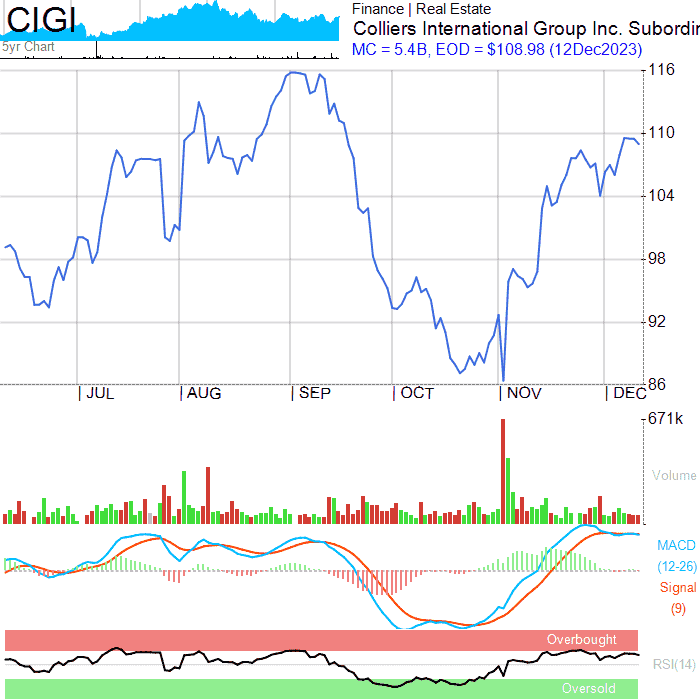 CIGI
5yr Chart
Finance | Real Estate
Colliers International Group Inc. Subordin
MC = 5.4B, EOD = $108.98 (12Dec2023)
116
110
104
98
92
86
JUL AUG SEP OCT NOV DEC
671k
Volume
MACD
(12-26)
Signal
(9)
Overbought
RSI(14)
Oversold